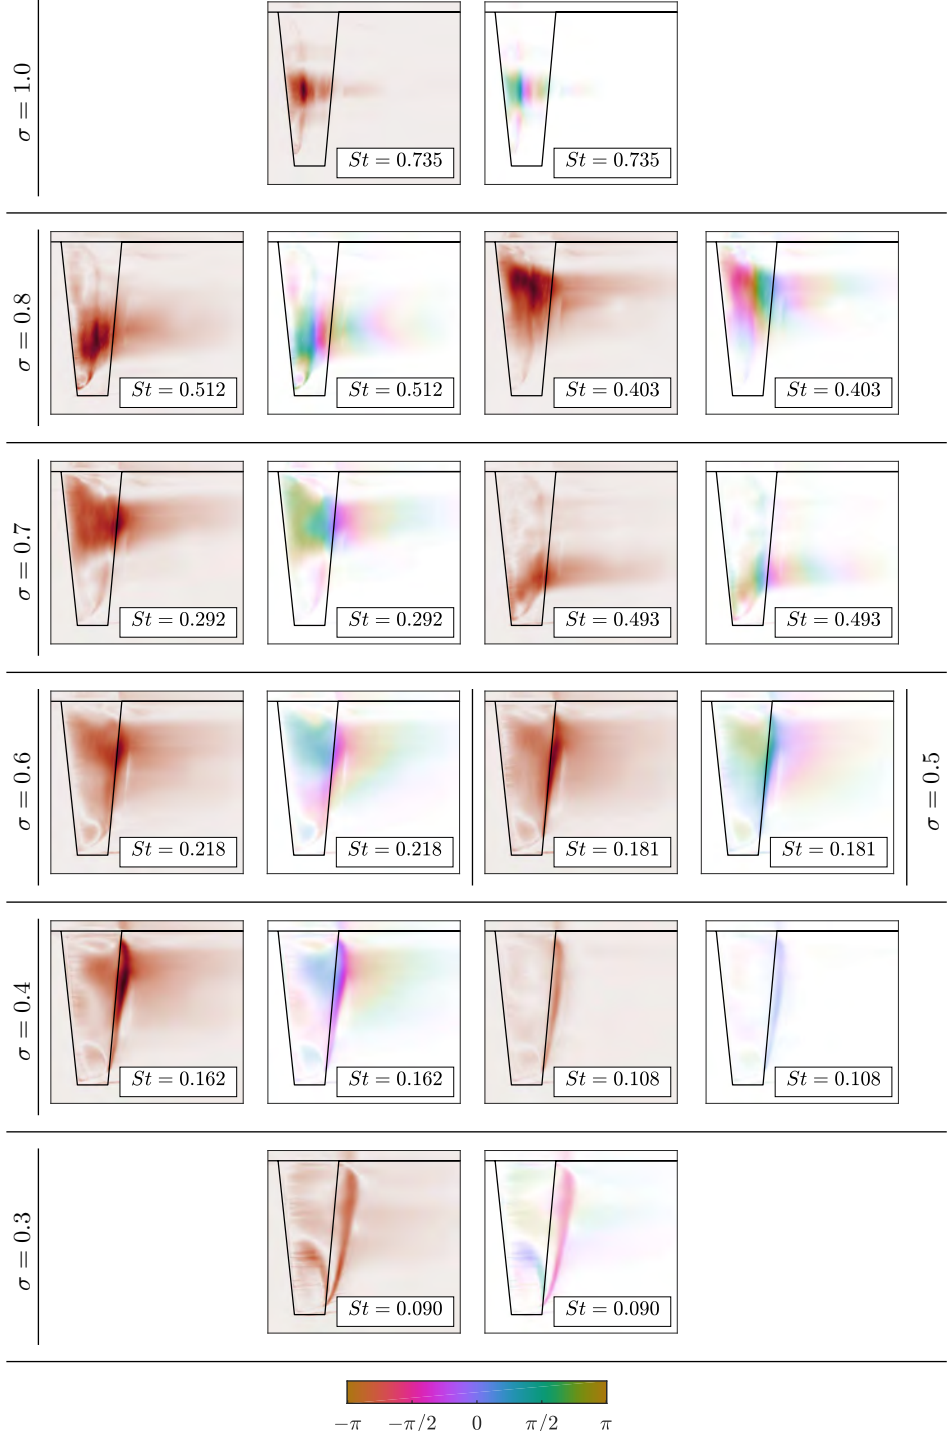 σ = 1.0
St = 0.735
St = 0.735
σ = 0.8
St = 0.512
St = 0.512
St = 0.403
St = 0.403
σ = 0.7
St = 0.292
St = 0.292
St = 0.493
St = 0.493
σ = 0.6
St = 0.218
St = 0.218
St = 0.181
St = 0.181
σ = 0.5
σ = 0.4
St = 0.162
St = 0.162
St = 0.108
St = 0.108
σ = 0.3
St = 0.090
St = 0.090
−π −π/2 0 π/2 π